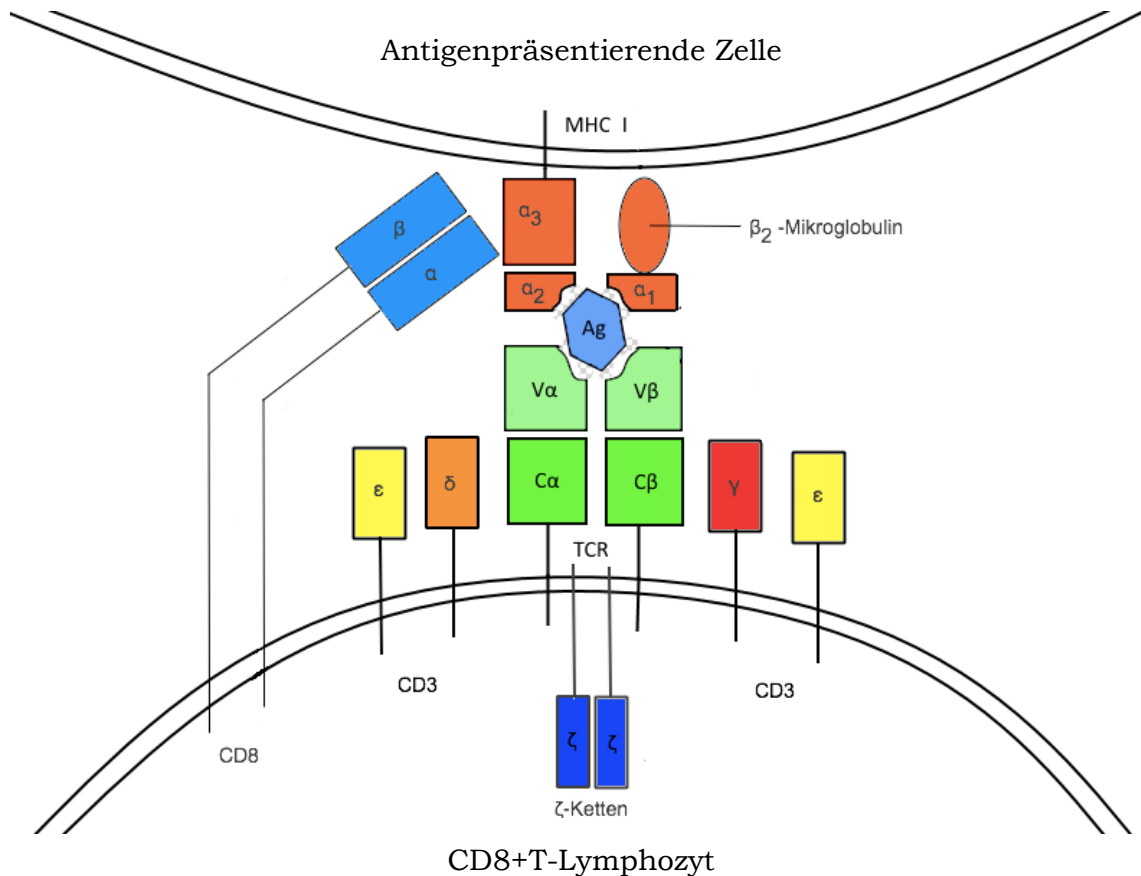 Antigenpräsentierende Zelle
MHC I
β
α
α3
α2
α1
β2 -Mikroglobulin
Ag
Vα
Vβ
ε
δ
Cα
Cβ
γ
ε
TCR
CD3
CD3
CD8
ζ
ζ
ζ-Ketten
CD8+T-Lymphozyt